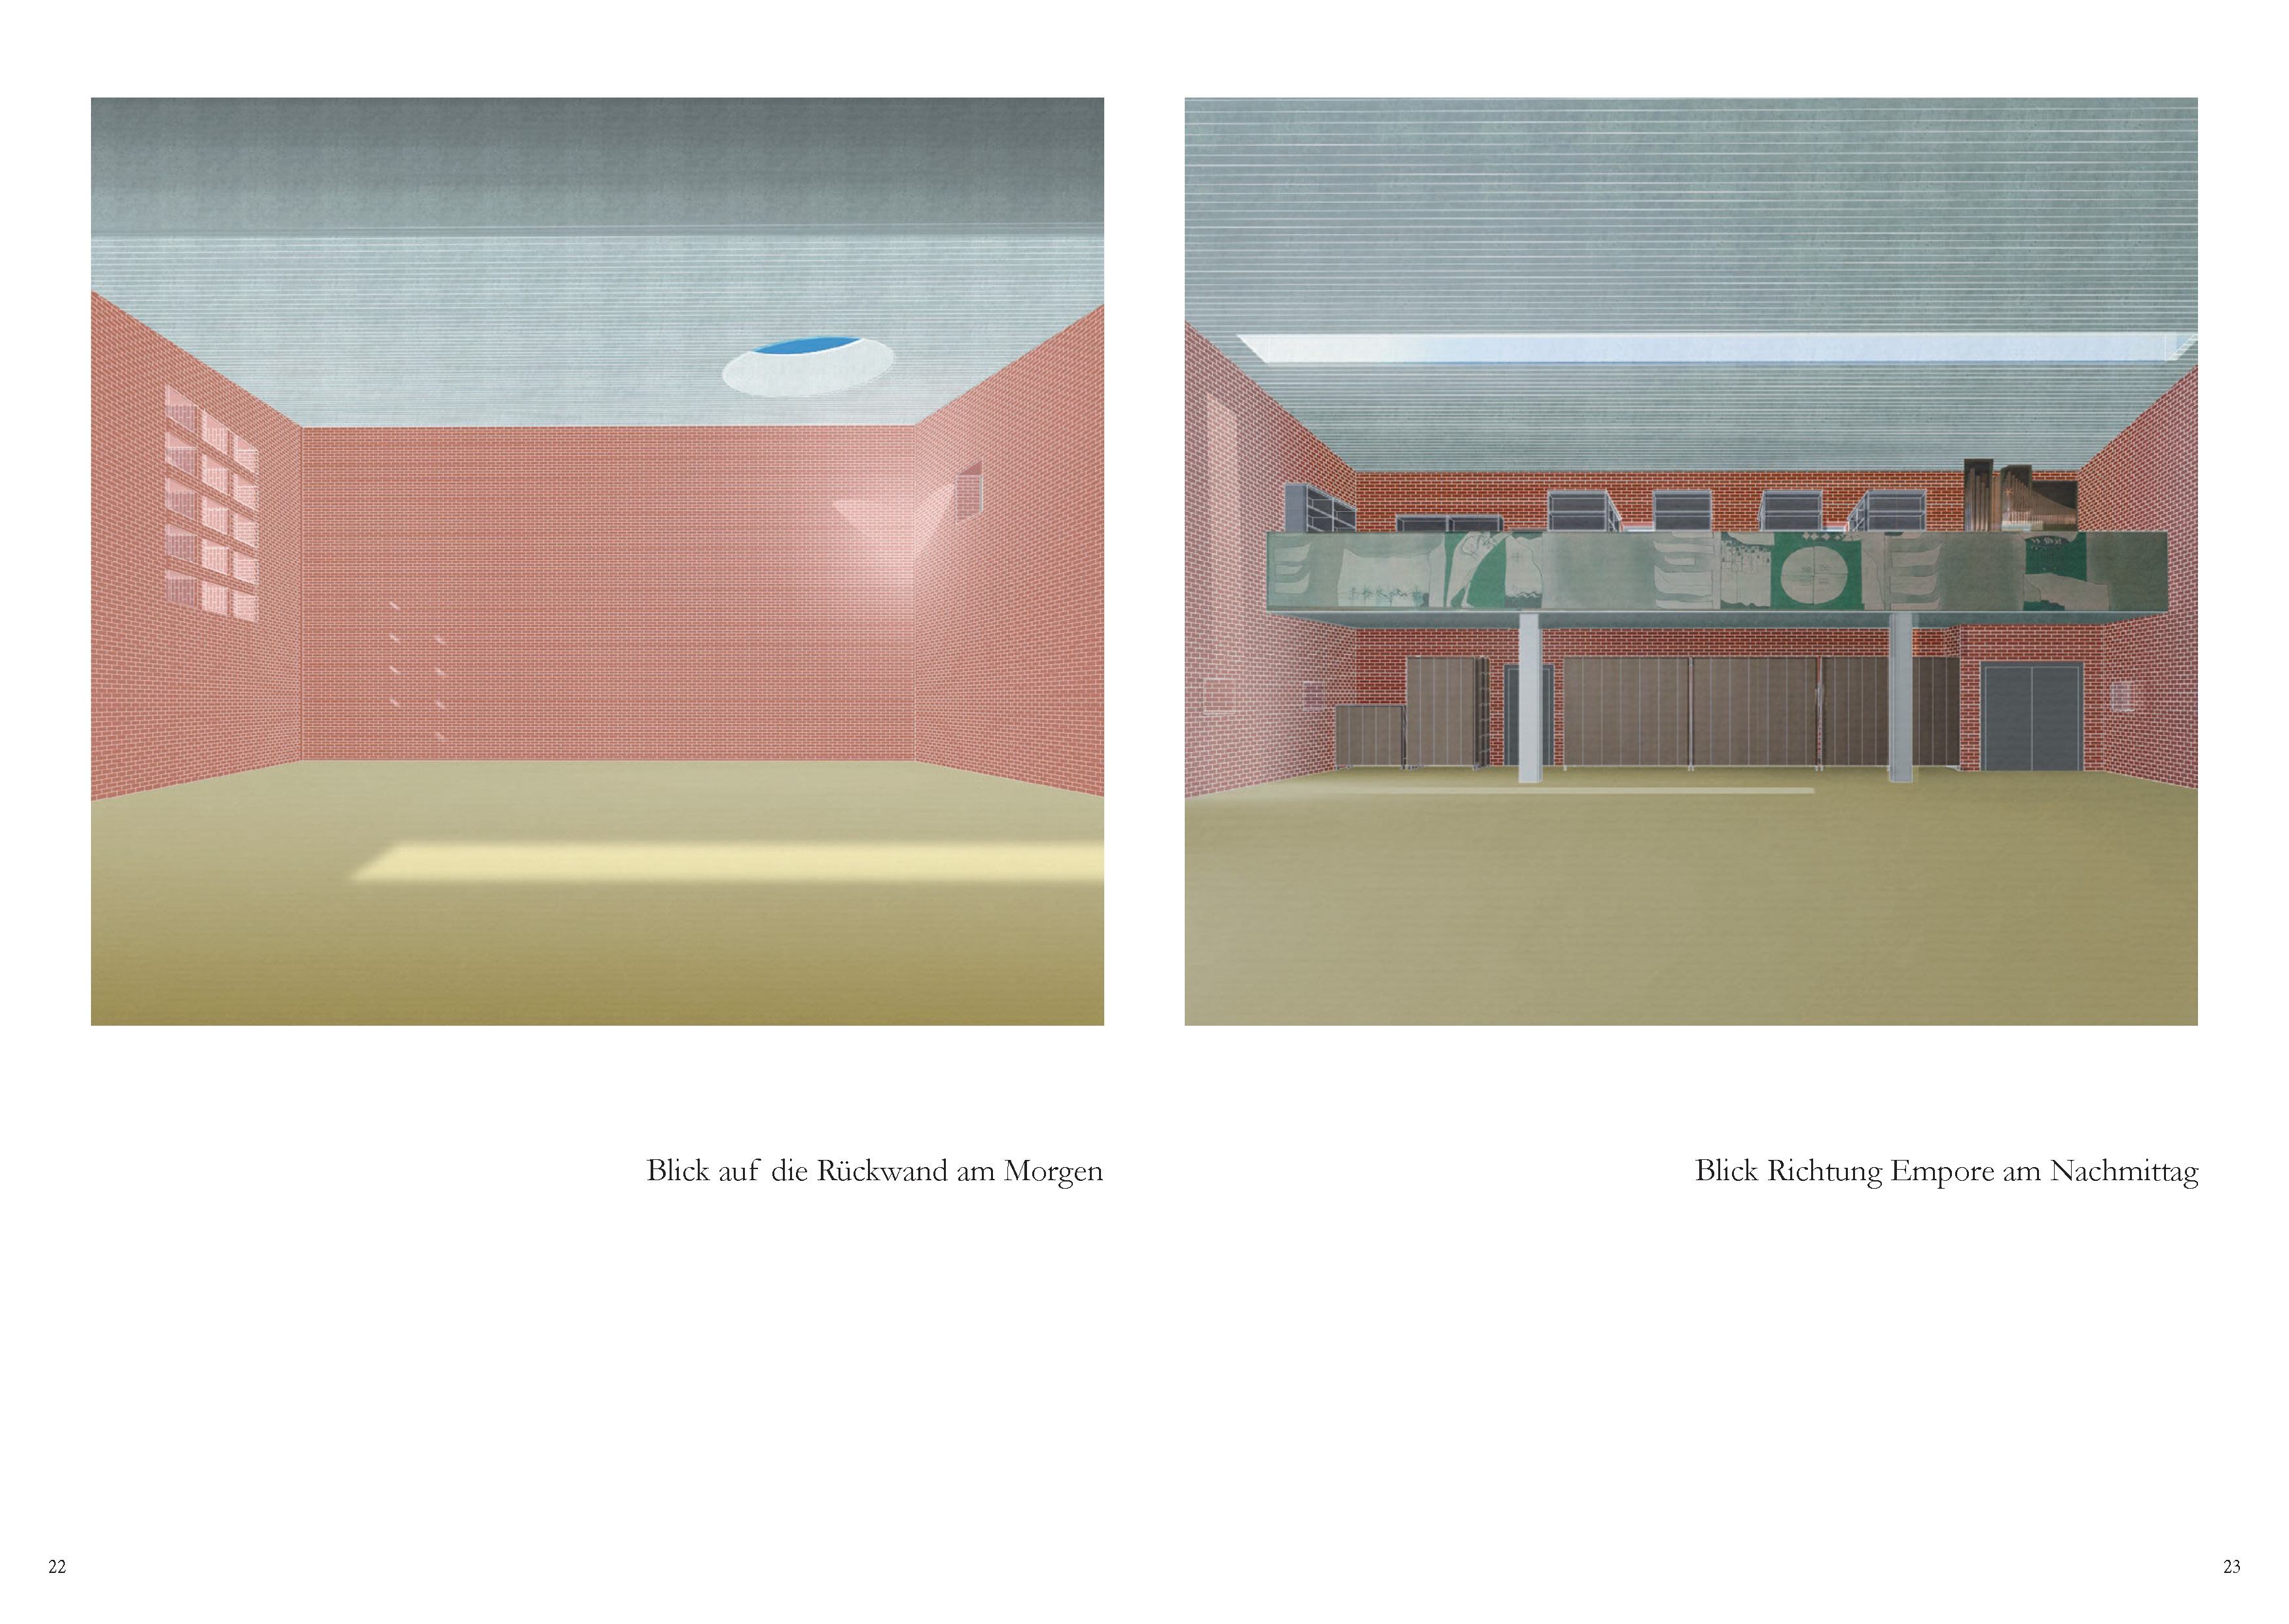 Blick auf die Rückwand am Morgen
Blick Richtung Empore am Nachmittag
22
23